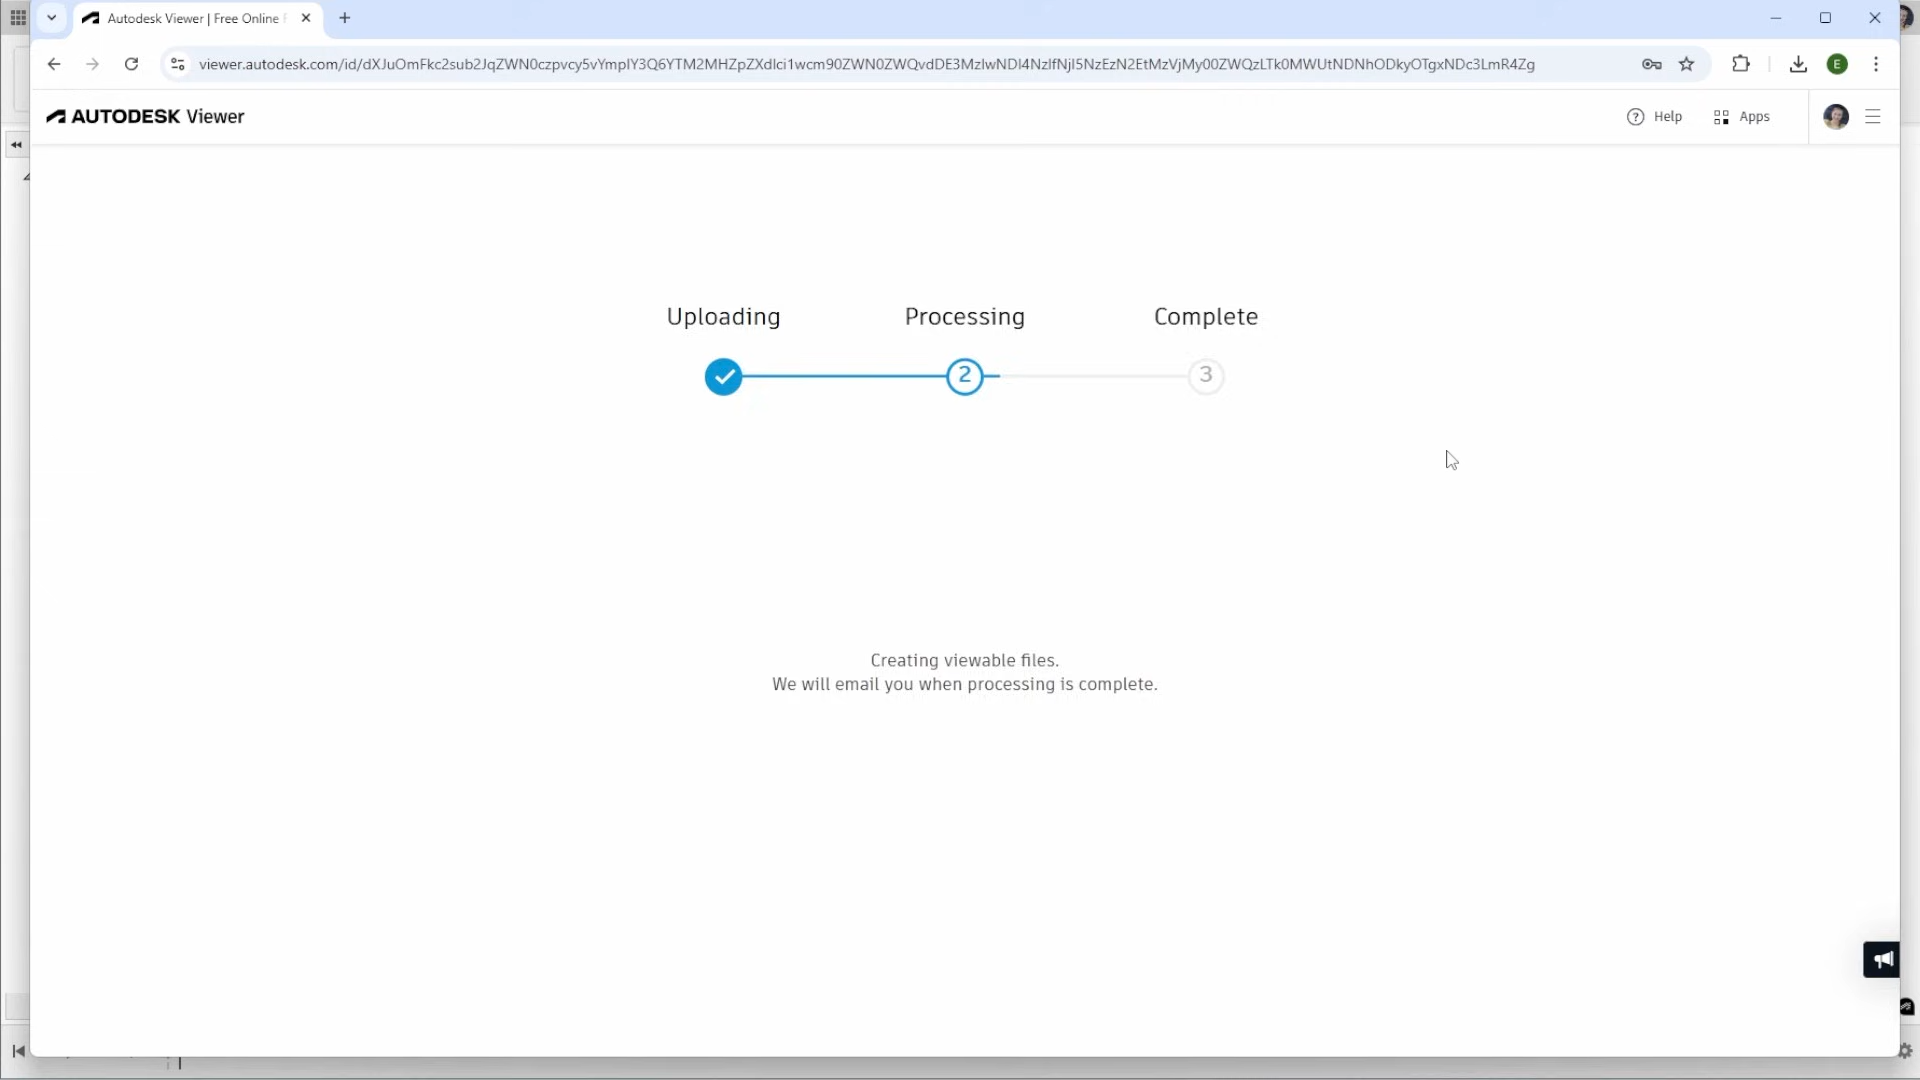 Autodesk Viewer | Free Online F
viewer.autodesk.com/id/dXJuOmFkc2sub2JqZWN0czpvcy5vYmplY3Q6YTM2MHZpZXdlci1wcm90ZWN0ZWQvdDE3MzIwNDI4NzlfNjI5NzEzN2EtMzVjMy00ZWQzLTk0MWUtNDNhODkyOTgxNDc3LmR4Zg
E
AUTODESK Viewer
Help
Apps
Uploading
Processing
Complete
2
3
Creating viewable files.
We will email you when processing is complete.